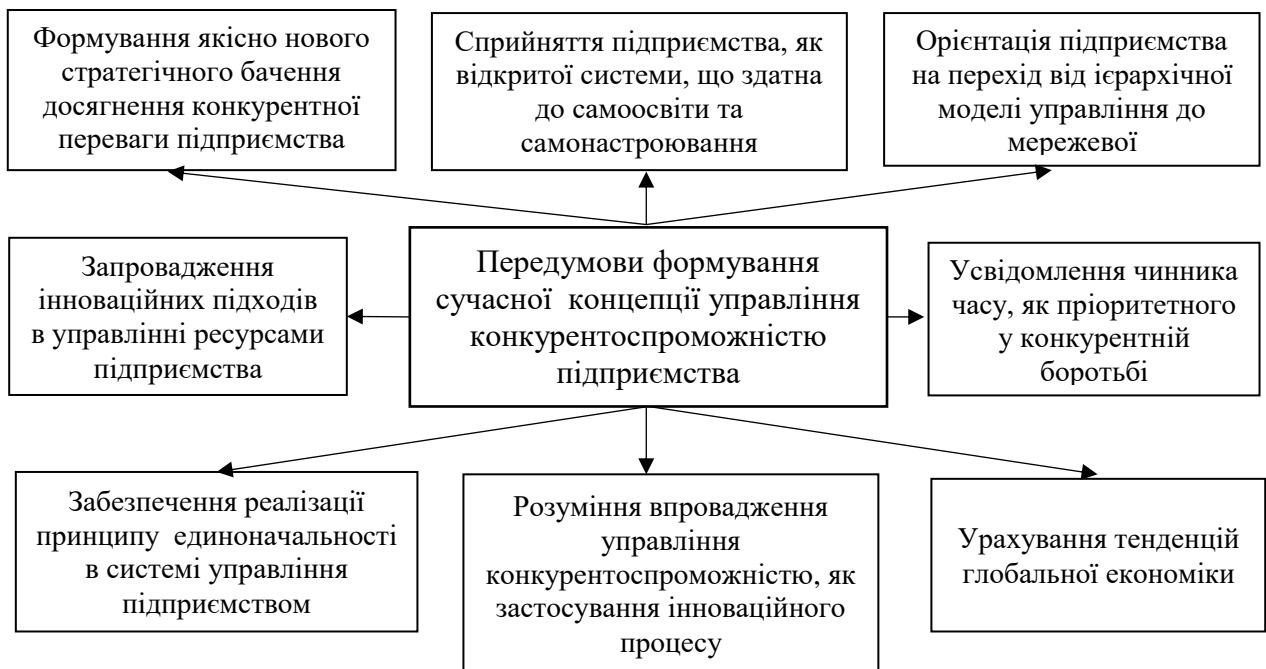 Формування якісно нового
стратегічного бачення
досягнення конкурентної
переваги підприємства
Сприйняття підприємства, як
відкритої системи, що здатна
до самоосвіти та
самонастроювання
Орієнтація підприємства
на перехід від ієрархічної
моделі управління до
мережевої
Запровадження
інноваційних підходів
в управлінні ресурсами
підприємства
Передумови формування
сучасної концепції управління
конкурентоспроможністю
підприємства
Усвідомлення чинника
часу, як пріоритетного
у конкурентній
боротьбі
Забезпечення реалізації
принципу единоначальності
в системі управління
підприємством
Розуміння впровадження
управління
конкурентоспроможністю, як
застосування інноваційного
процесу
Урахування тенденцій
глобальної економіки